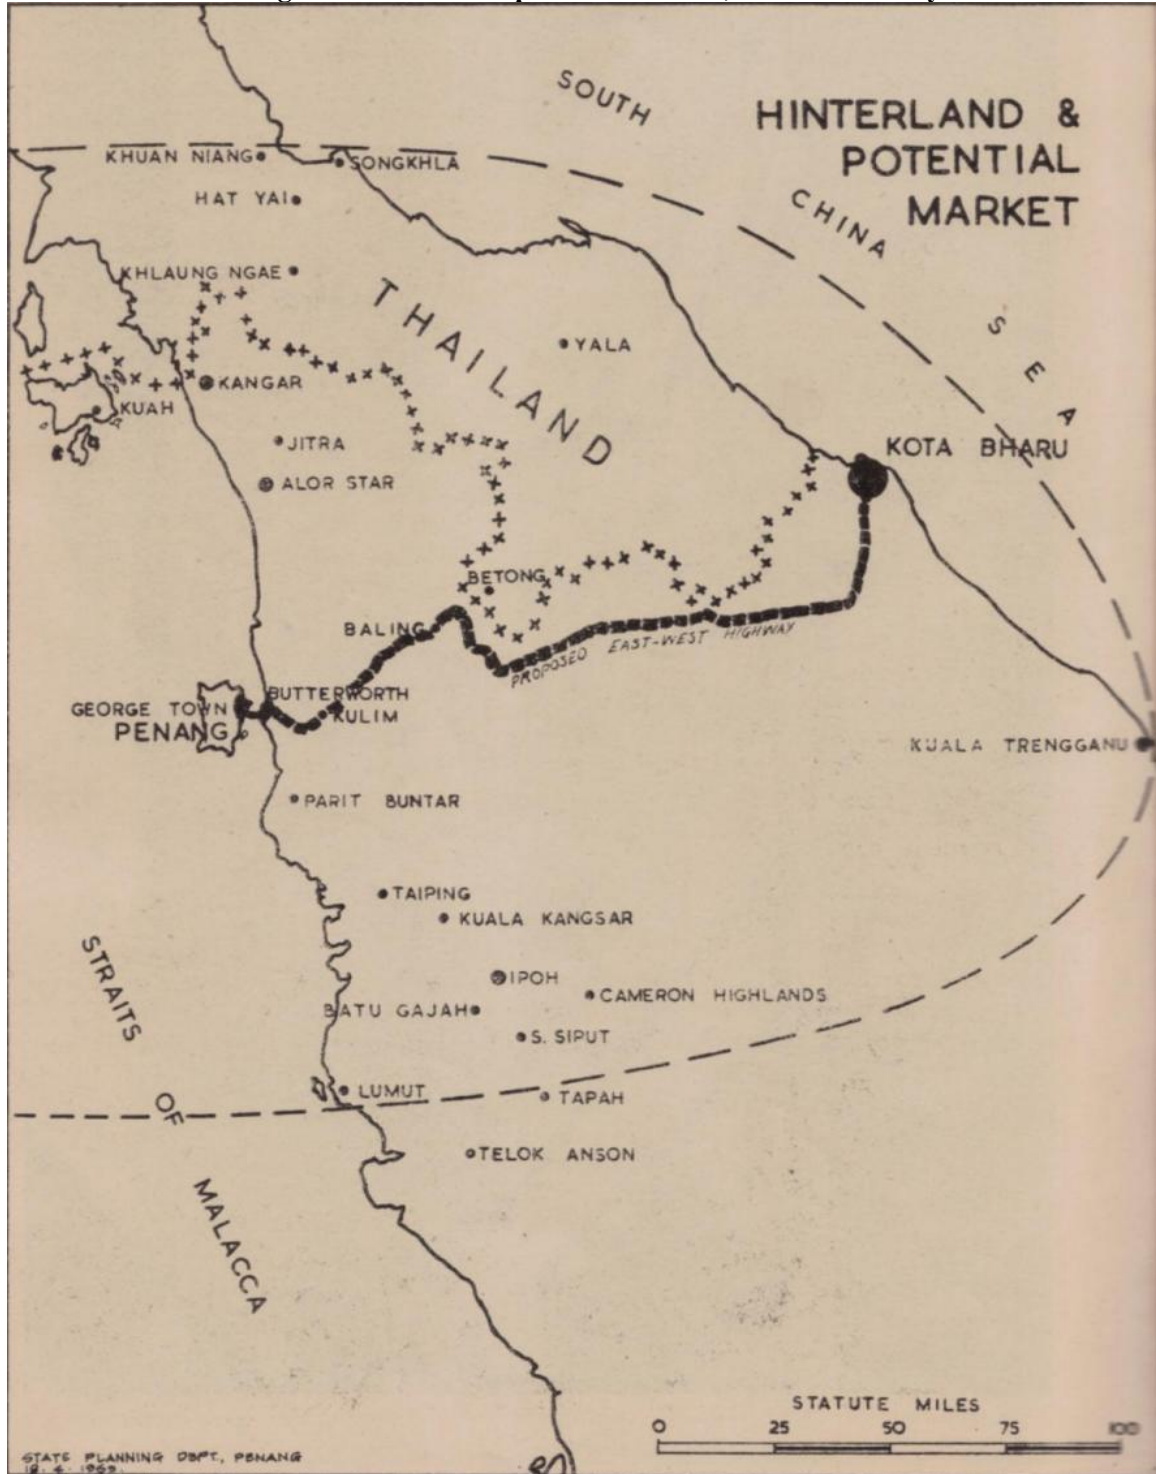 SOUTH
CHINA
SEA
HINTERLAND &
POTENTIAL
MARKET
KHUAN NIANG
SONGKHLA
HAT YAI
KHLAUNG NGAE
THAILAND
YALA
KANGAR
KUAH
JITRA
ALOR STAR
KOTA BHARU
BETONG
BALING
PROPOSED EAST-WEST HIGHWAY
BUTTERWORTH
GEORGE TOWN
KULIM
PENANG
KUALA TRENGGANU
PARIT BUNTAR
TAIPING
KUALA KANGSAR
STRAITS
OF
MALACCA
IPOH
CAMERON HIGHLANDS
BATU GAJAH
S. SIPUT
LUMUT
TAPAH
TELOK ANSON
STATUTE MILES
0 25 50 75 100
STATE PLANNING DEPT., PENANG